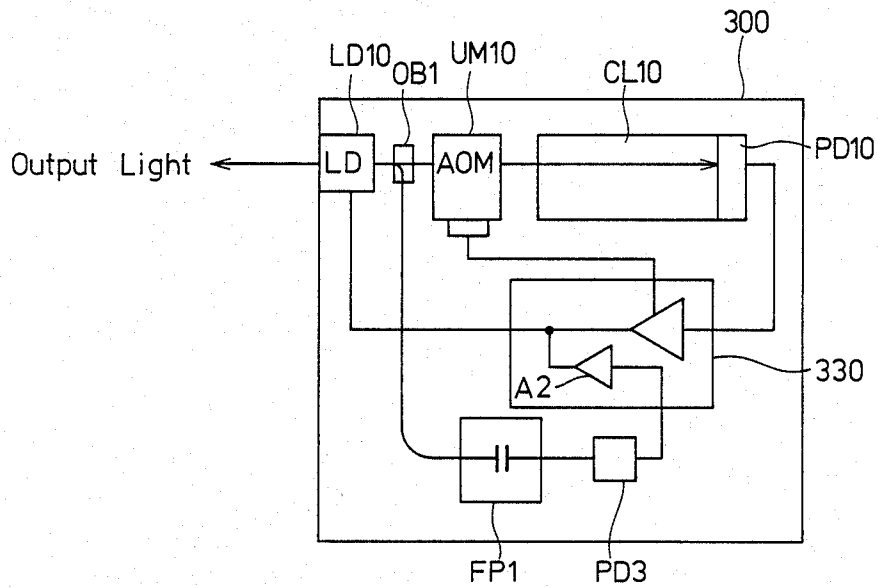 300
LD10
OB1
UM10
CL10
PD10
Output Light
LD
AOM
330
A2
FP1
PD3